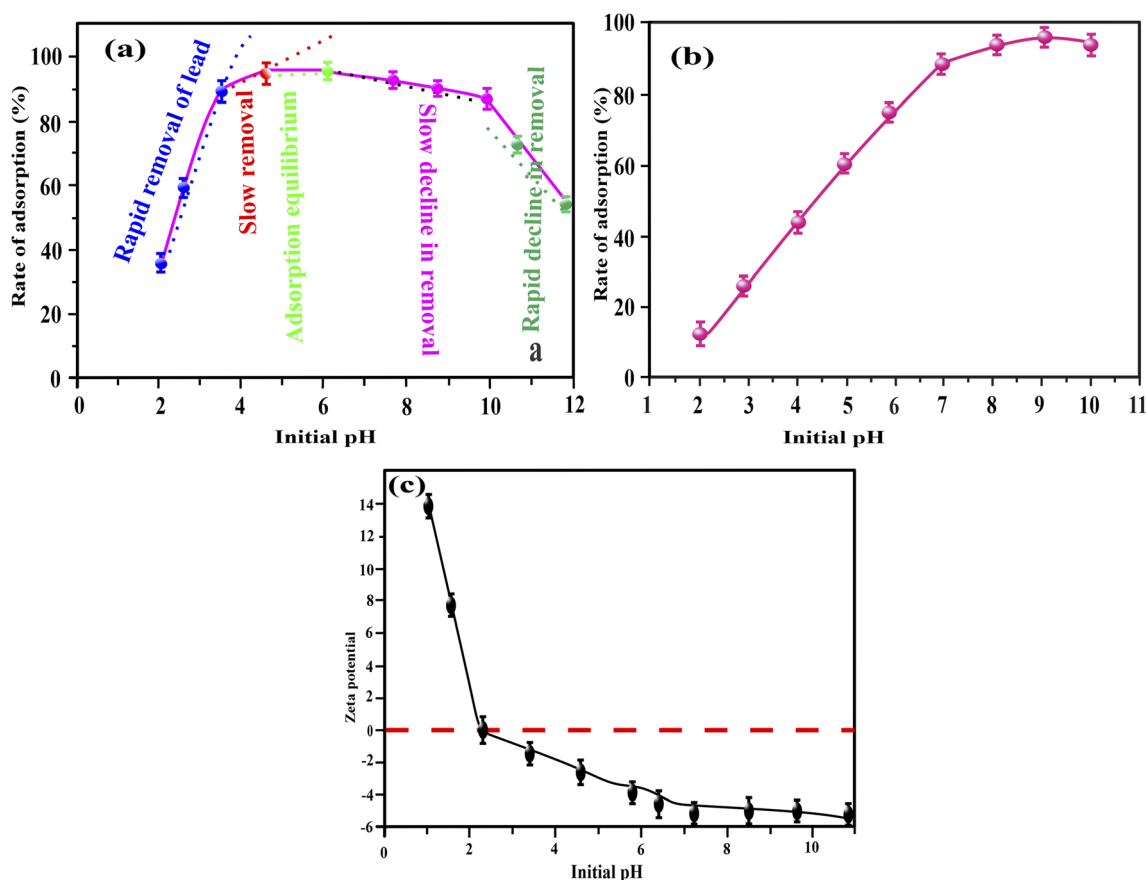 (a)
Rate of adsorption (%)
100
80
60
40
20
0
Rapid removal of lead
Slow removal
Adsorption equilibrium
Slow decline in removal
Rapid decline in removal
a
0 2 4 6 8 10 12
Initial pH
(b)
Rate of adsorption (%)
100
80
60
40
20
0
1 2 3 4 5 6 7 8 9 10 11
Initial pH
(c)
Zeta potential
14
12
10
8
6
4
2
0
-2
-4
-6
0 2 4 6 8 10
Initial pH